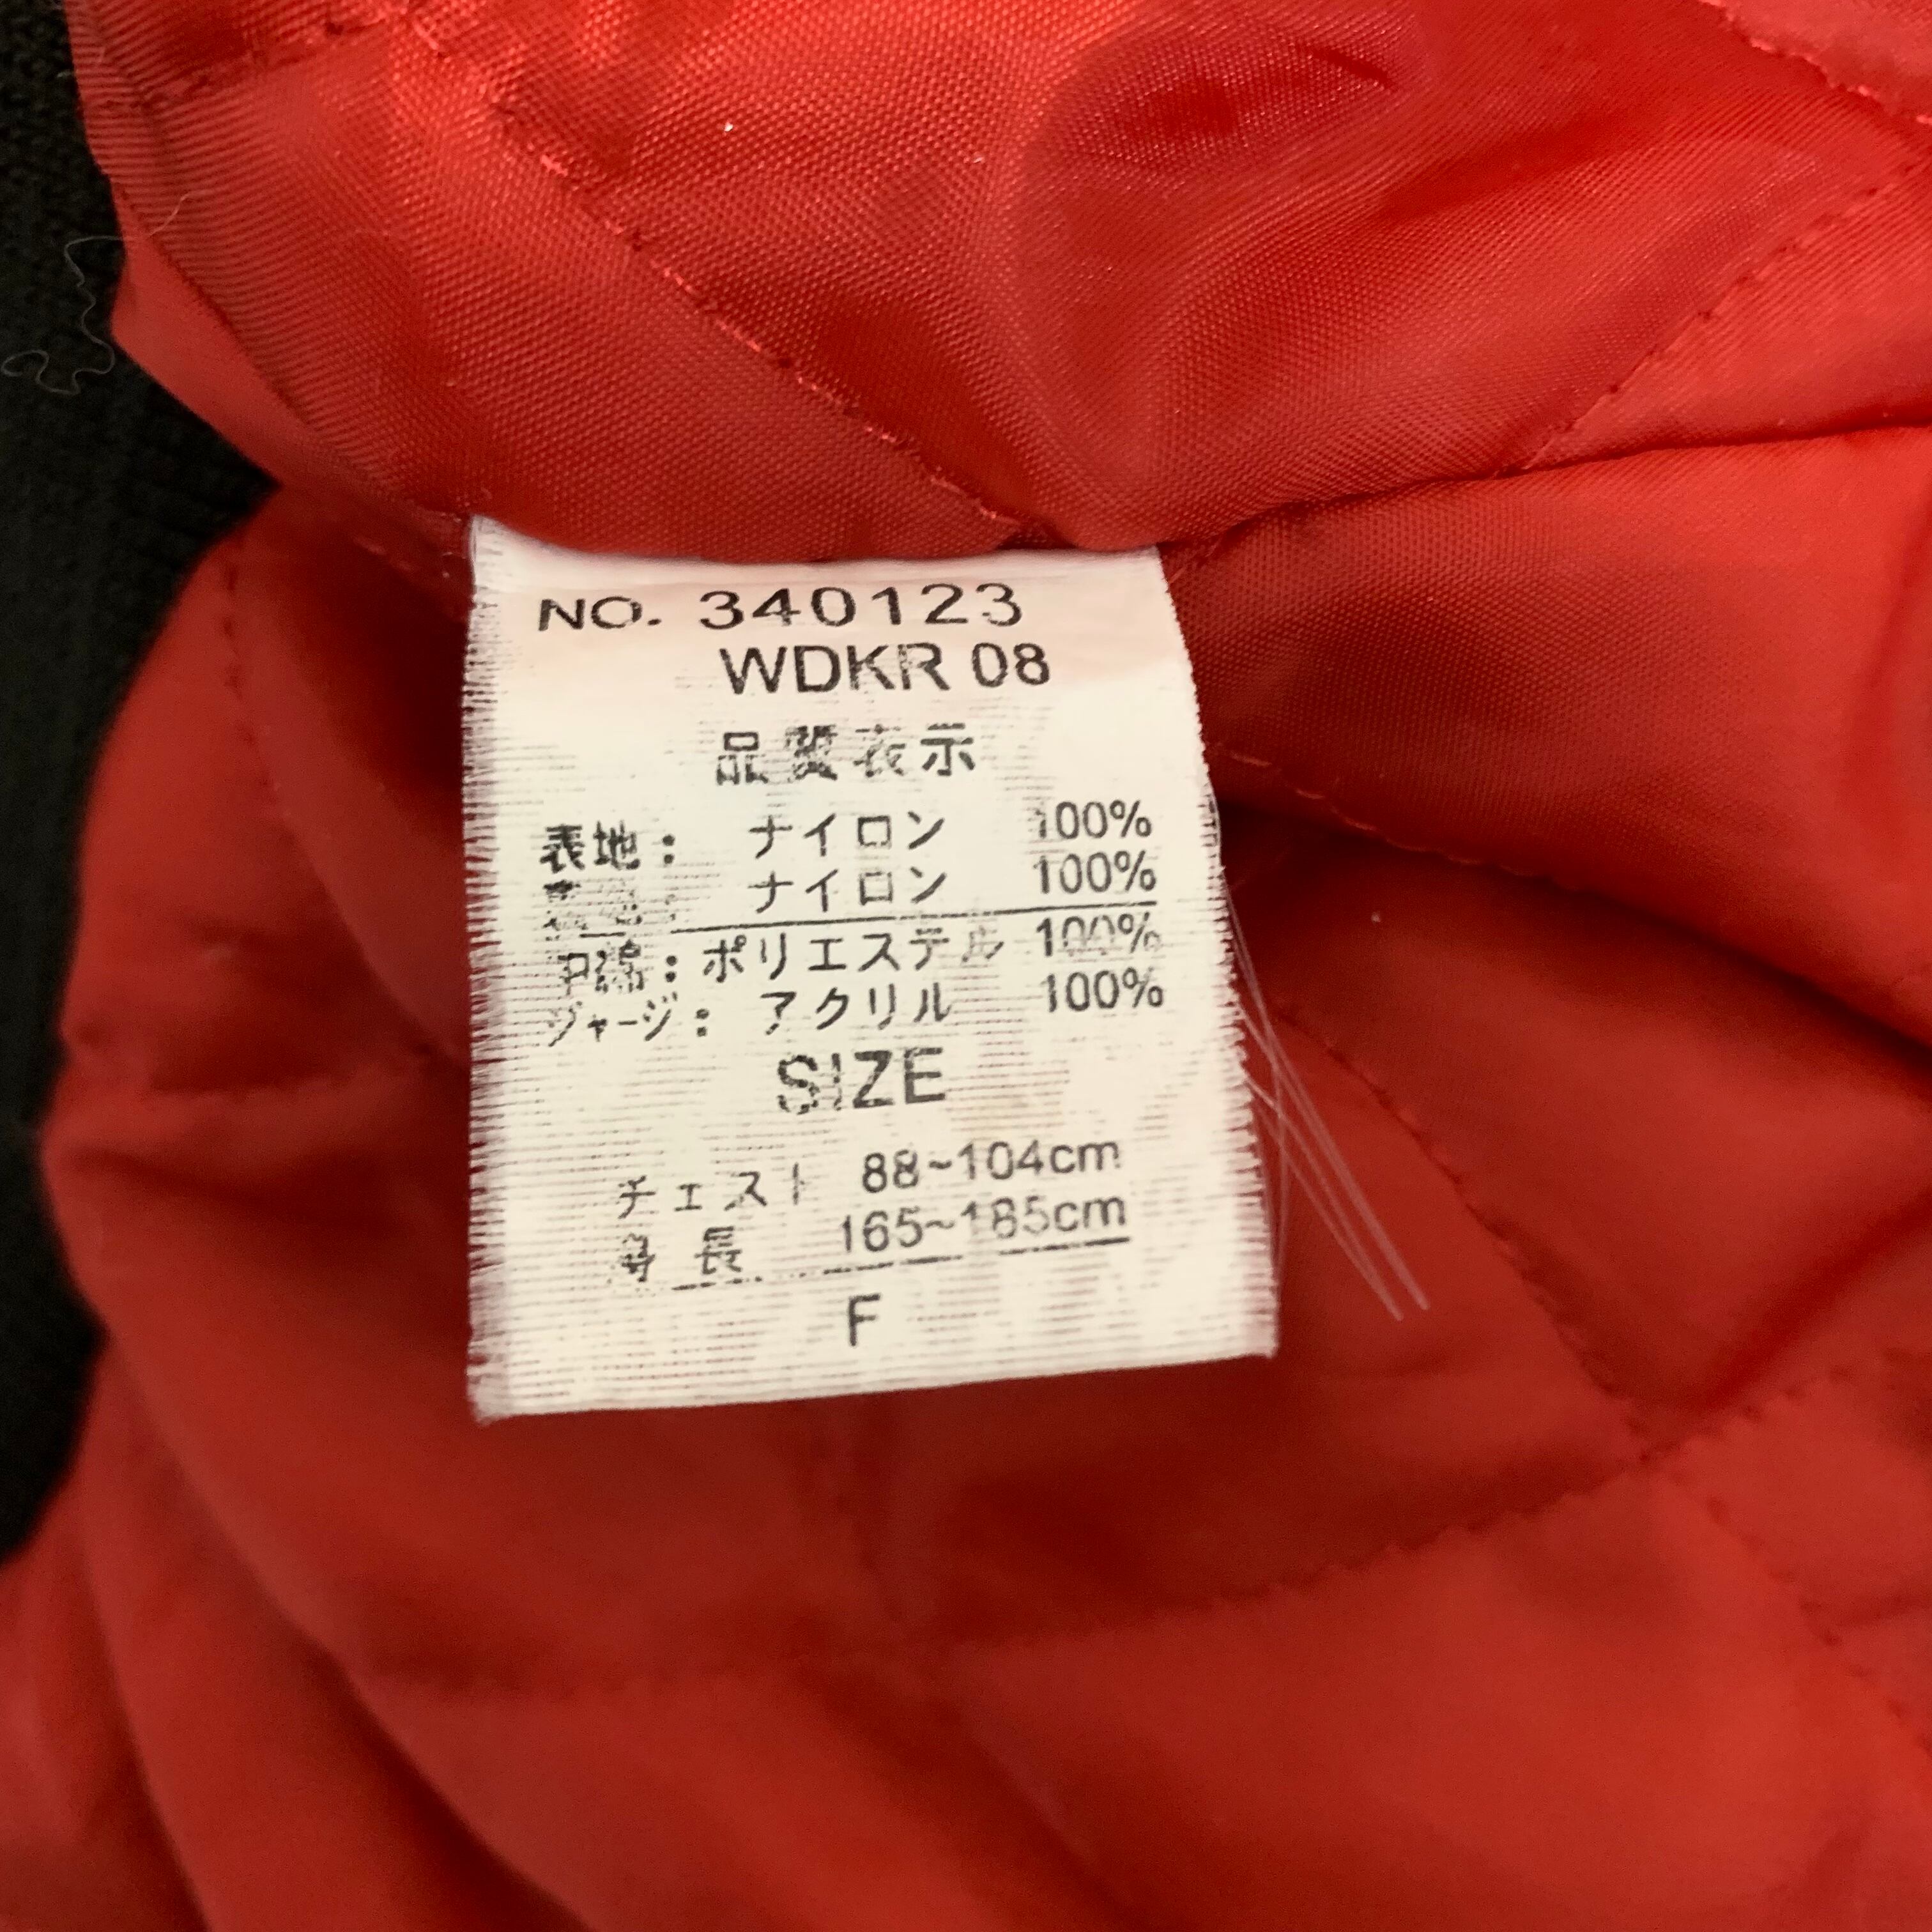 NO. 340123
WDKR 08
品質表示
表地： ナイロン 100%
ナイロン 100%
中綿：ポリエステル 100%
ジャージ： アクリル 100%
SIZE
チェスト 88~104cm
身長 165~185cm
F